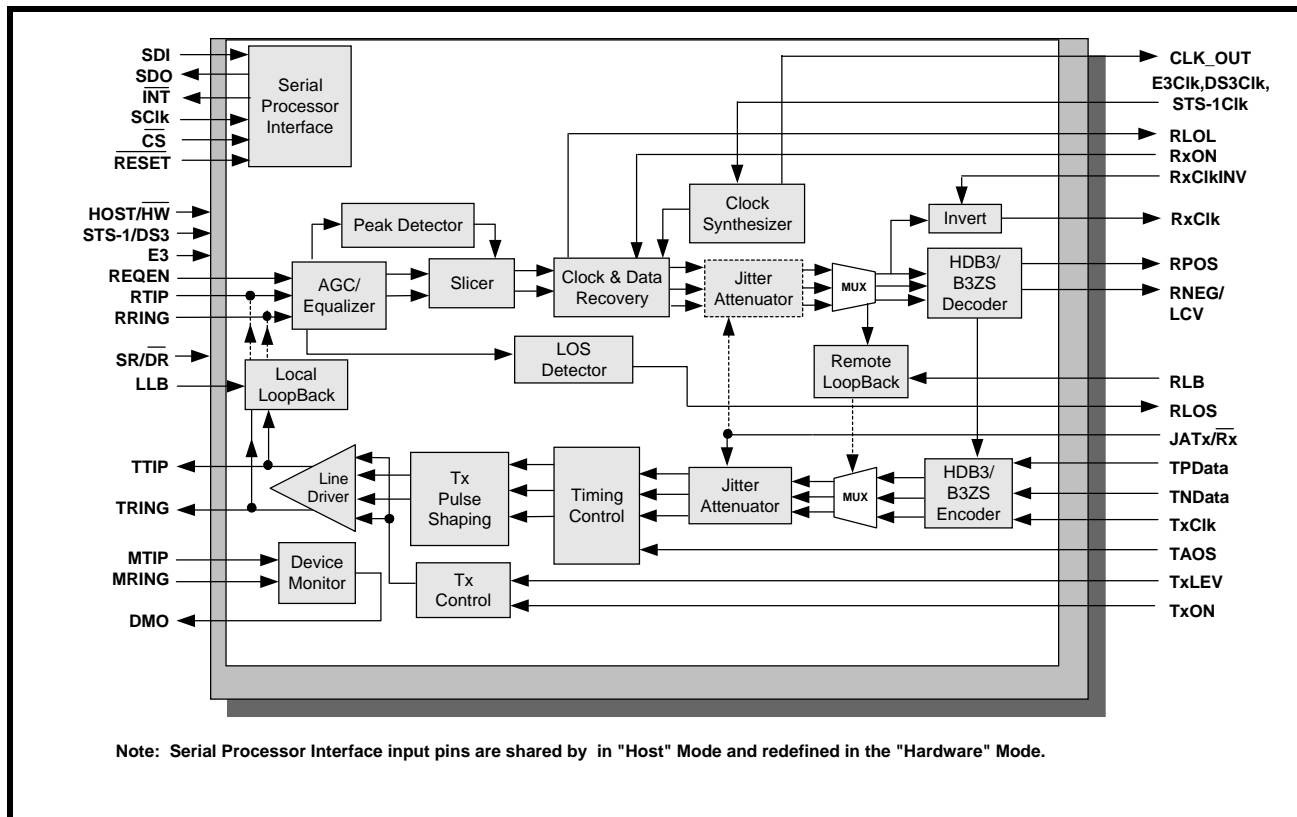 SDI
SDO
INT
SClk
CS
RESET
HOST/HW
STS-1/DS3
E3
REQEN
RTIP
RRING
SR/DR
LLB
TTIP
TRING
MTIP
MRING
DMO
Serial
Processor
Interface
Peak Detector
AGC/
Equalizer
Slicer
Clock & Data
Recovery
Clock
Synthesizer
Jitter
Attenuator
MUX
Invert
HDB3/
B3ZS
Decoder
LOS
Detector
Remote
LoopBack
Local
LoopBack
Line
Driver
Tx
Pulse
Shaping
Timing
Control
Jitter
Attenuator
MUX
HDB3/
B3ZS
Encoder
Device
Monitor
Tx
Control
CLK_OUT
E3Clk,DS3Clk,
STS-1Clk
RLOL
RxON
RxClkINV
RxClk
RPOS
RNEG/
LCV
RLB
RLOS
JATx/Rx
TPData
TNData
TxClk
TAOS
TxLEV
TxON
Note: Serial Processor Interface input pins are shared by in "Host" Mode and redefined in the "Hardware" Mode.